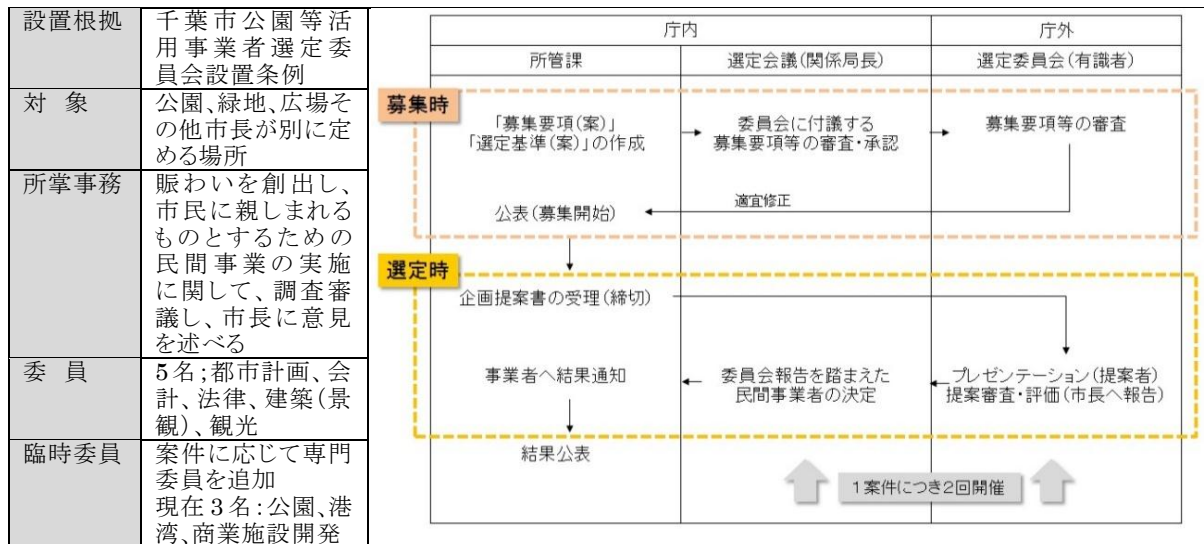 設置根拠
千葉市公園等活
用事業者選定委
員会設置条例
対 象
公園、緑地、広場そ
の他市長が別に定
める場所
所掌事務
賑わいを創出し、
市民に親しまれる
ものとするための
民間事業の実施
に関して、調査審
議し、市長に意見
を述べる
委 員
5名;都市計画、会
計、法律、建築(景
観)、観光
臨時委員
案件に応じて専門
委員を追加
現在3名:公園、港
湾、商業施設開発
庁内
庁外
所管課
選定会議(関係局長)
選定委員会(有識者)
募集時
「募集要項(案)」
「選定基準(案)」の作成
委員会に付議する
募集要項等の審査・承認
募集要項等の審査
適宜修正
公表(募集開始)
選定時
企画提案書の受理(締切)
事業者へ結果通知
委員会報告を踏まえた
民間事業者の決定
プレゼンテーション(提案者)
提案審査・評価(市長へ報告)
結果公表
1案件につき2回開催